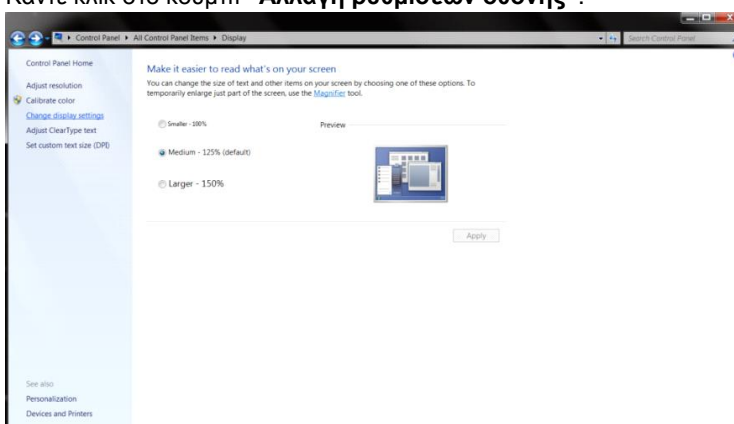 Κάντε κλικ στο κουμπί "Αλλαγή ρυθμίσεων οθόνης".
Control Panel ▸ All Control Panel Items ▸ Display
Search Control Panel
Control Panel Home
Adjust resolution
Calibrate color
Change display settings
Adjust ClearType text
Set custom text size (DPI)
Make it easier to read what's on your screen
You can change the size of text and other items on your screen by choosing one of these options. To
temporarily enlarge just part of the screen, use the Magnifier tool.
Smaller - 100%
Preview
Medium - 125% (default)
Larger - 150%
Apply
See also
Personalization
Devices and Printers